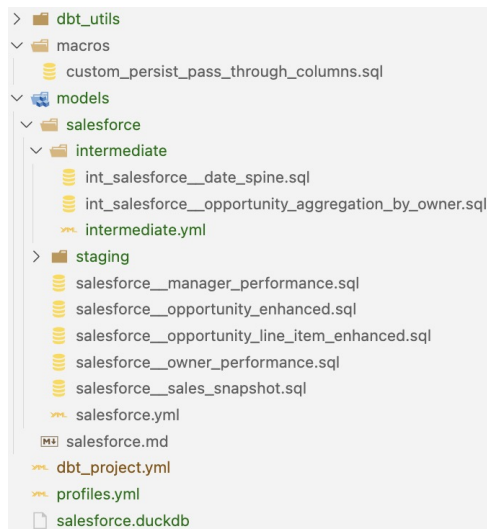 dbt_utils
macros
custom_persist_pass_through_columns.sql
models
salesforce
intermediate
int_salesforce__date_spine.sql
int_salesforce__opportunity_aggregation_by_owner.sql
intermediate.yml
staging
salesforce__manager_performance.sql
salesforce__opportunity_enhanced.sql
salesforce__opportunity_line_item_enhanced.sql
salesforce__owner_performance.sql
salesforce__sales_snapshot.sql
salesforce.yml
salesforce.md
dbt_project.yml
profiles.yml
salesforce.duckdb